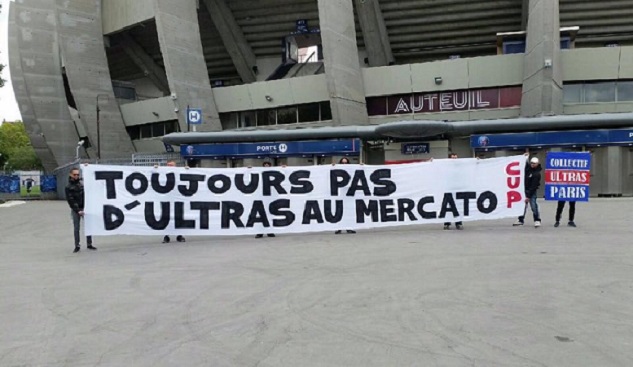 AUTEUIL
H
PORTE H
TOUJOURS PAS
D'ULTRAS AU MERCATO
CUP
COLLECTIF
ULTRAS
PARIS